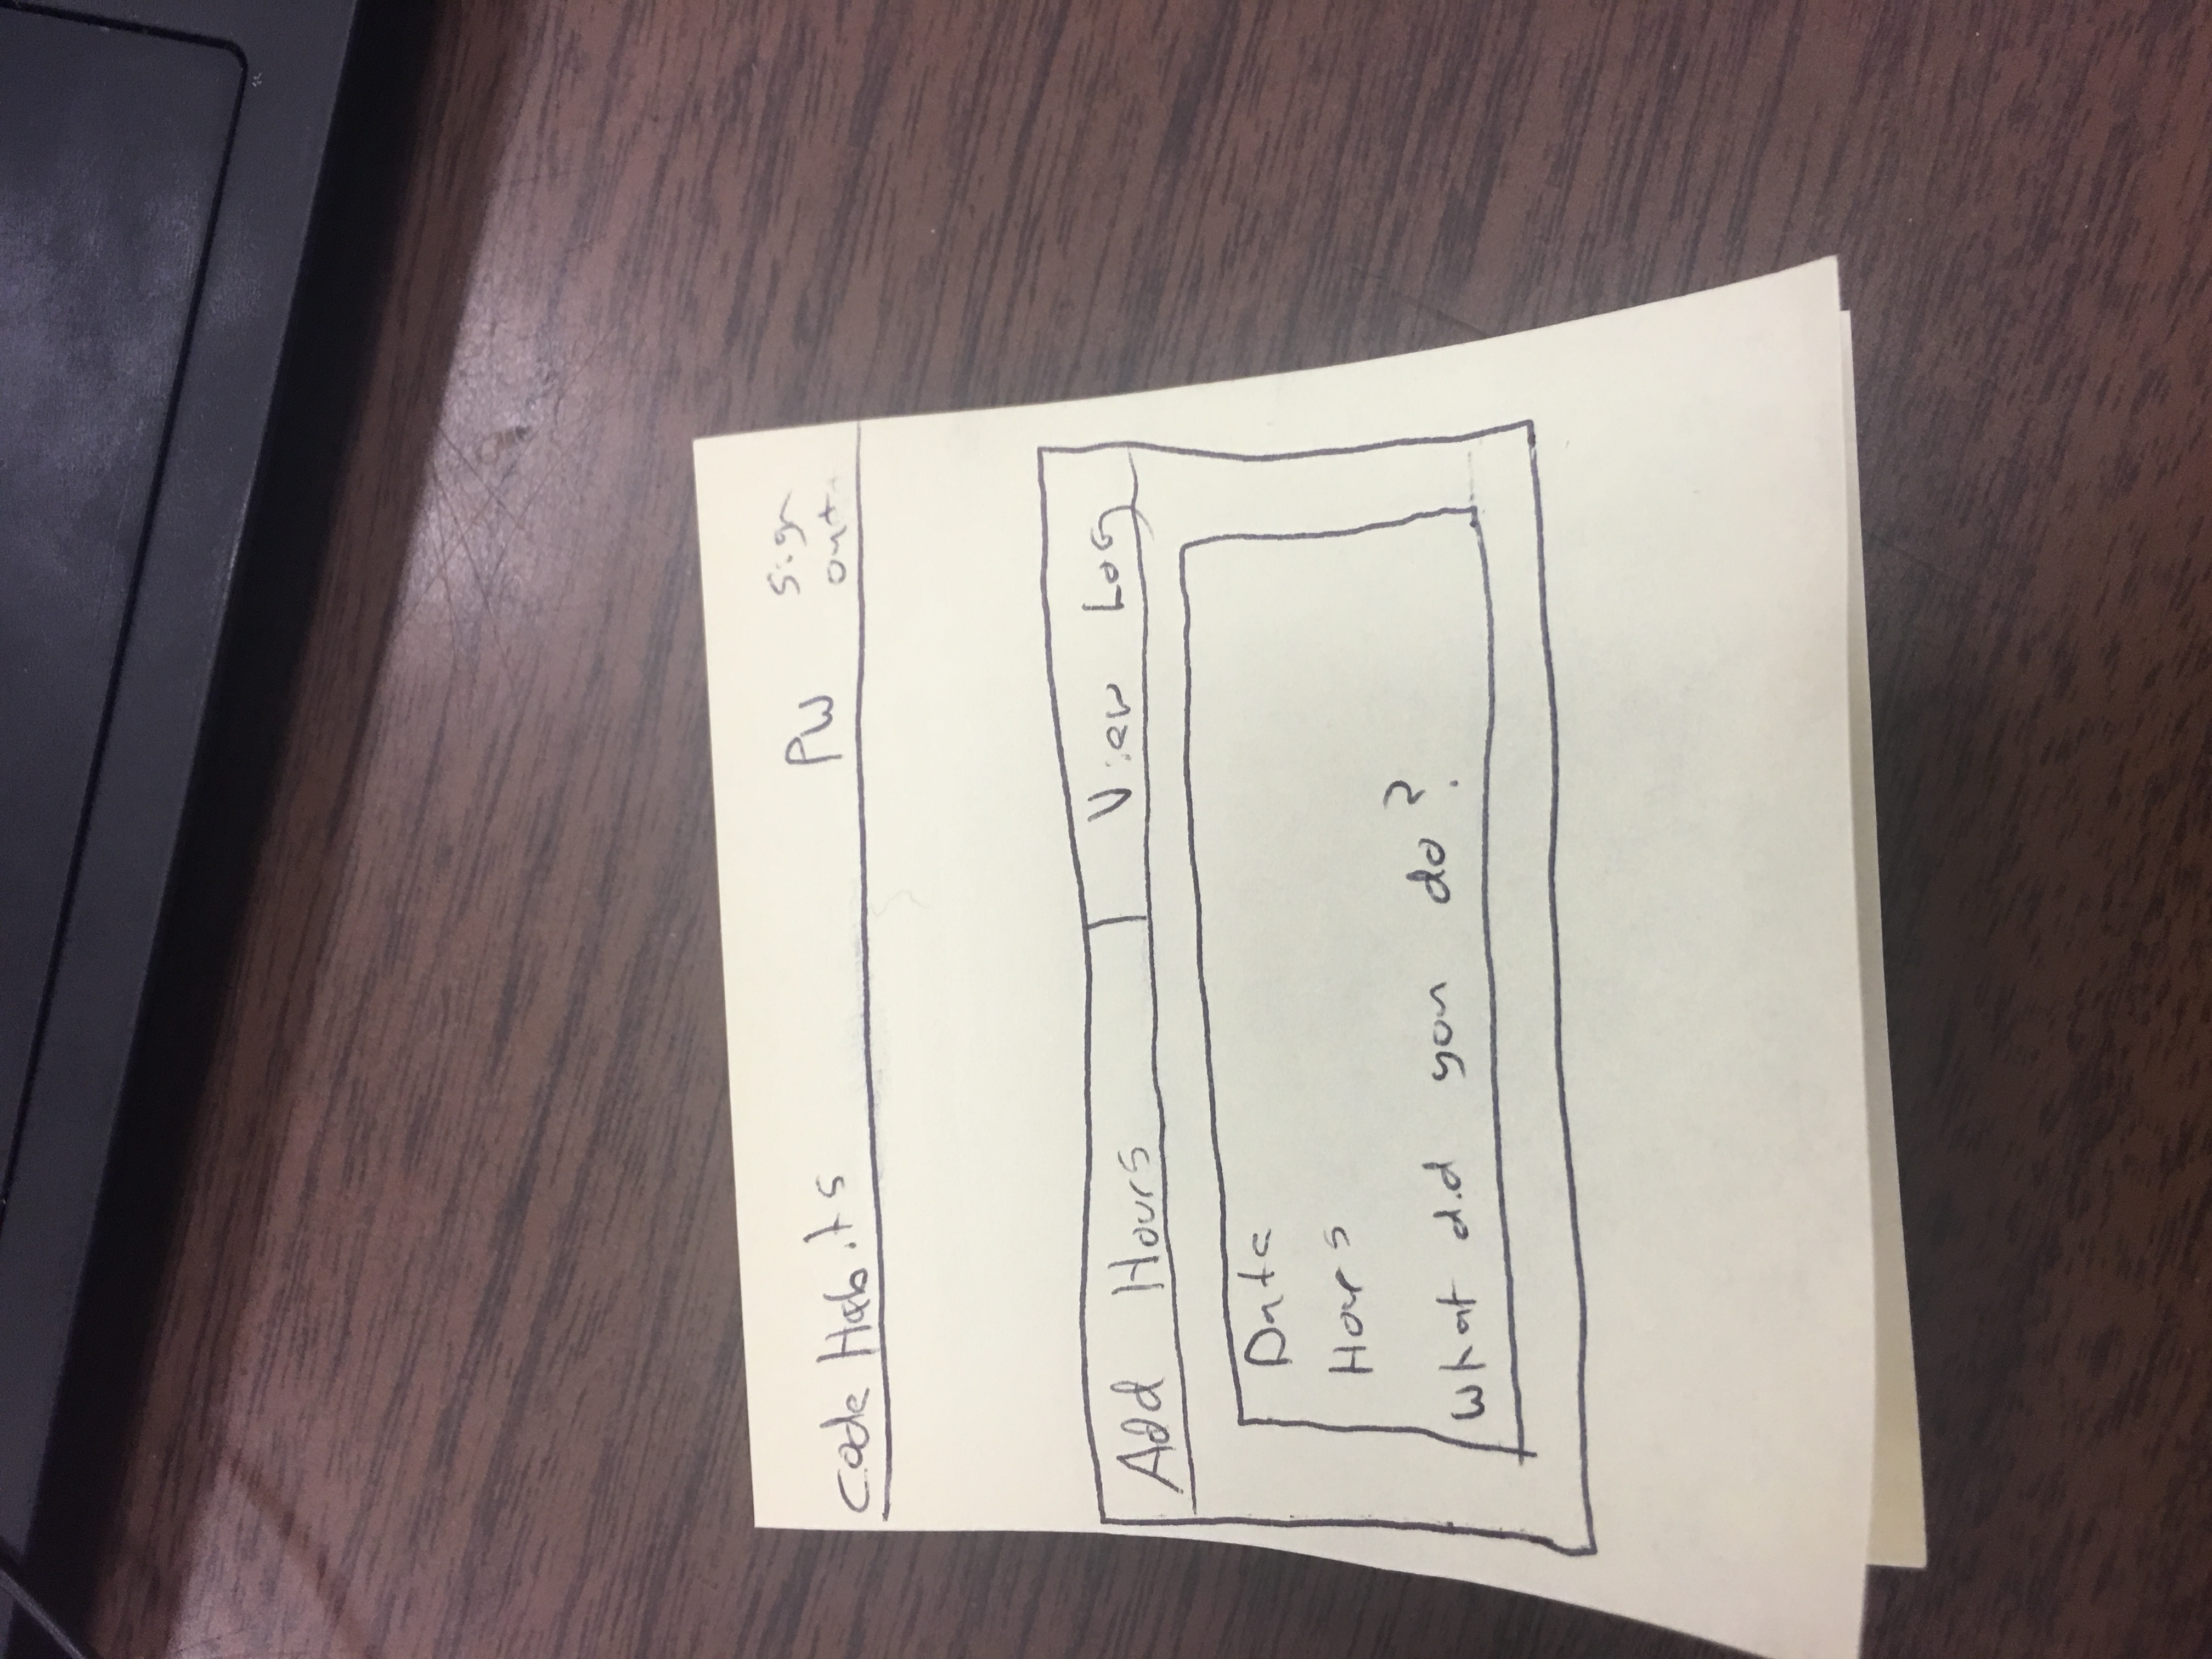 Code Habits PW Sign out
Add Hours View Log
Date
Hours
What did you do?